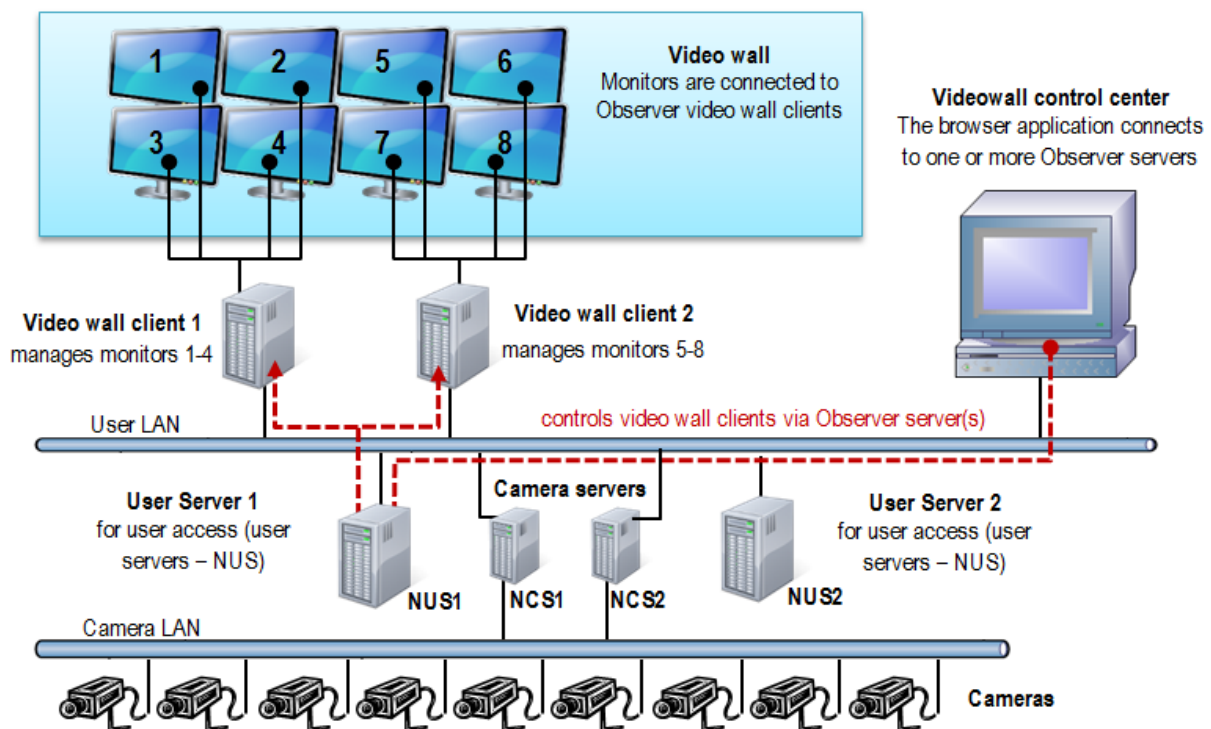 1
2
5
6
3
4
7
8
Video wall
Monitors are connected to
Observer video wall clients
Videowall control center
The browser application connects
to one or more Observer servers
Video wall client 1
manages monitors 1-4
Video wall client 2
manages monitors 5-8
User LAN
controls video wall clients via Observer server(s)
User Server 1
for user access (user
servers – NUS)
Camera servers
User Server 2
for user access (user
servers – NUS)
NUS1
NCS1
NCS2
NUS2
Camera LAN
Cameras